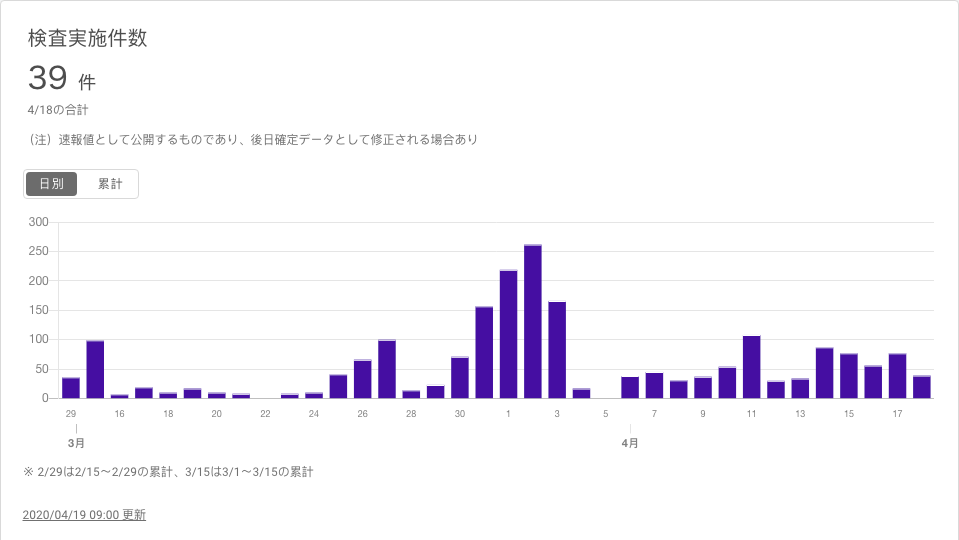 検査実施件数
39 件
4/18の合計
（注）速報値として公開するものであり、後日確定データとして修正される場合あり
日別 累計
300
250
200
150
100
50
0
29 16 18 20 22 24 26 28 30 1 3 5 7 9 11 13 15 17
3月 4月
※ 2/29は2/15〜2/29の累計、3/15は3/1〜3/15の累計
2020/04/19 09:00 更新